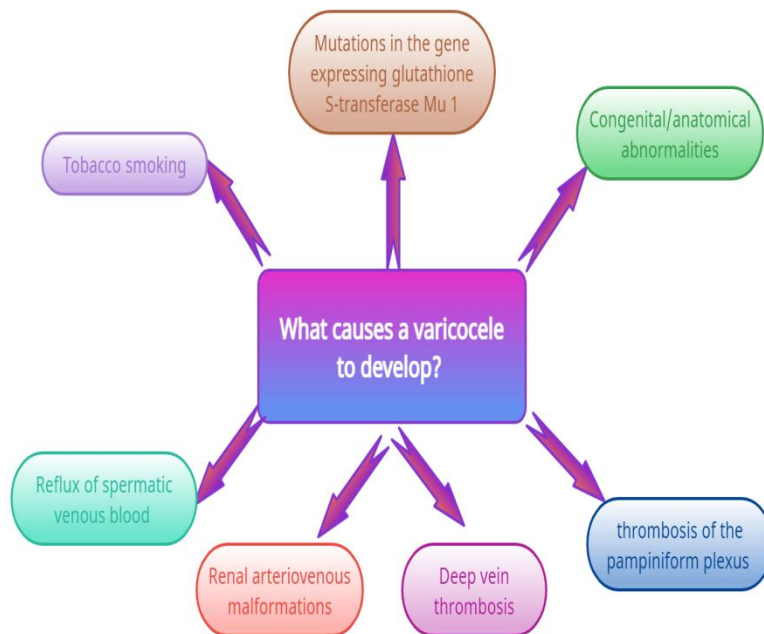 Mutations in the gene
expressing glutathione
S-transferase Mu 1
Congenital/anatomical
abnormalities
Tobacco smoking
What causes a varicocele
to develop?
Reflux of spermatic
venous blood
Renal arteriovenous
malformations
Deep vein
thrombosis
thrombosis of the
pampiniform plexus